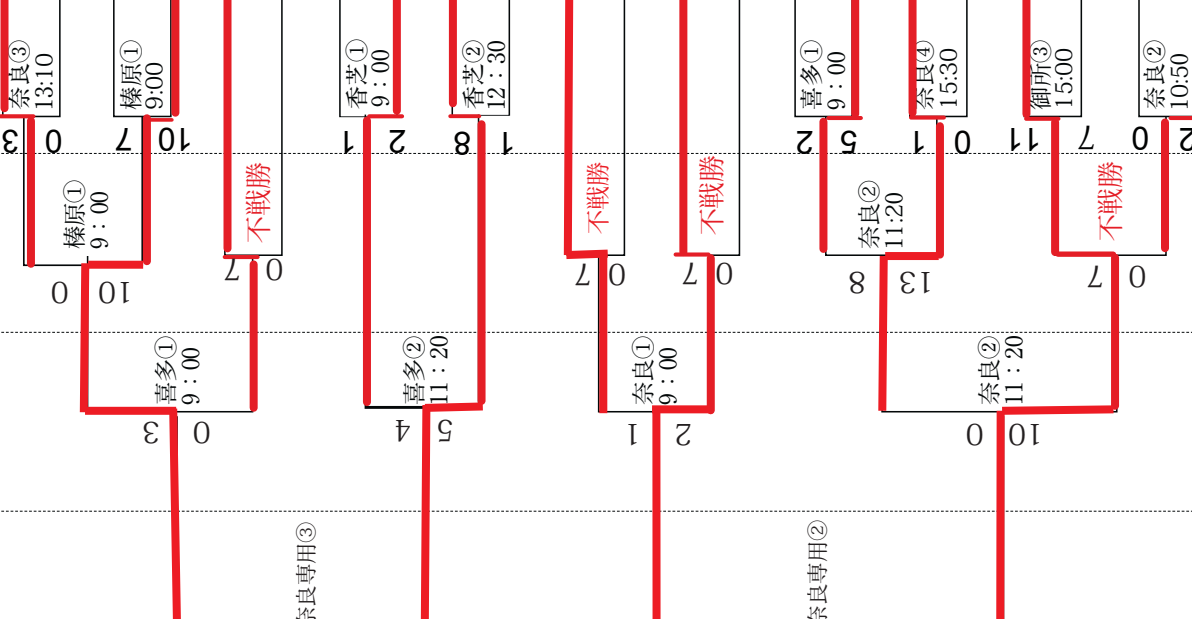 奈良③
13:10
榛原①
9:00
香芝①
9:00
香芝②
12:30
喜多①
9:00
奈良④
15:30
御所③
15:00
奈良②
10:50
3 0
7 10
1 2
8 1
2 5
1 0
11 7
0 2
榛原①
9:00
不戦勝
不戦勝
不戦勝
奈良②
11:20
不戦勝
0 10
7 0
7 0
7 0
8 13
7 0
喜多①
9:00
喜多②
11:20
奈良①
9:00
奈良②
11:20
3 0
4 5
1 2
0 10
奈良専用③
奈良専用②